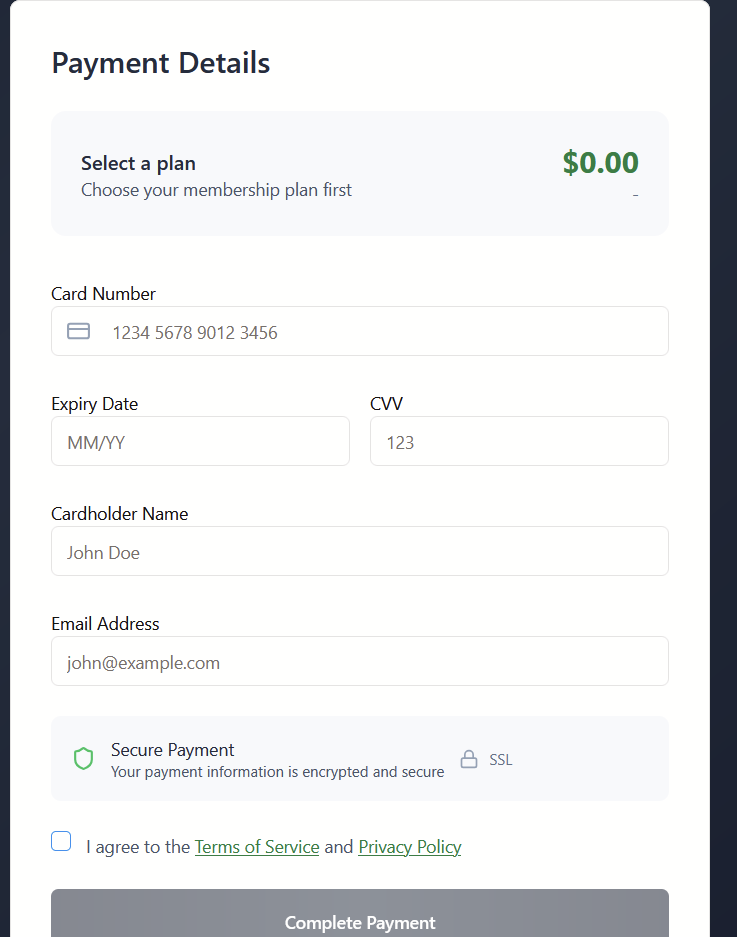 Payment Details
Select a plan
$0.00
Choose your membership plan first
-
Card Number
1234 5678 9012 3456
Expiry Date
CVV
MM/YY
123
Cardholder Name
John Doe
Email Address
john@example.com
Secure Payment
Your payment information is encrypted and secure
SSL
I agree to the Terms of Service and Privacy Policy
Complete Payment